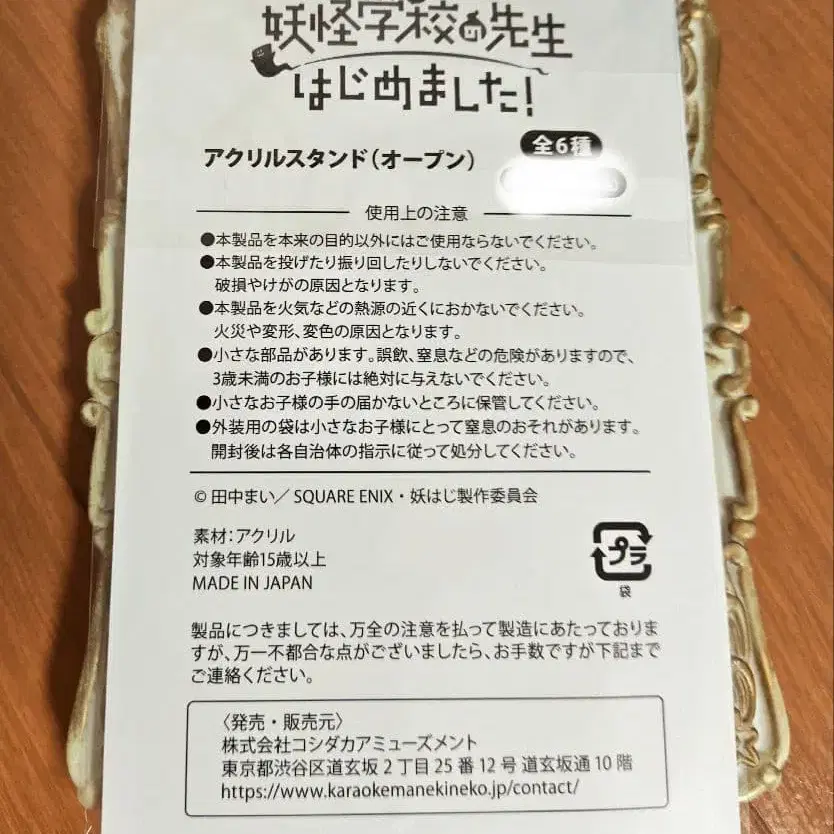 妖怪学校の先生
はじめました!
アクリルスタンド(オープン)
全6種
使用上の注意
●本製品を本来の目的以外にはご使用ならないでください。
●本製品を投げたり振り回したりしないでください。
破損やけがの原因となります。
●本製品を火気などの熱源の近くにおかないでください。
火災や変形、変色の原因となります。
●小さな部品があります。誤飲、窒息などの危険がありますので、
3歳未満のお子様には絶対に与えないでください。
●小さなお子様の手の届かないところに保管してください。
●外装用の袋は小さなお子様にとって窒息のおそれがあります。
開封後は各自治体の指示に従って処分してください。
© 田中まい/ SQUARE ENIX・妖はじ製作委員会
素材:アクリル
対象年齢15歳以上
MADE IN JAPAN
プラ
袋
製品につきましては、万全の注意を払って製造にあたっておりま
すが、万一不都合な点がございましたら、お手数ですが下記まで
ご連絡ください。
〈発売・販売元〉
株式会社コシダカアミューズメント
東京都渋谷区道玄坂2丁目25番12号 道玄坂通10階
https://www.karaokemanekineko.jp/contact/